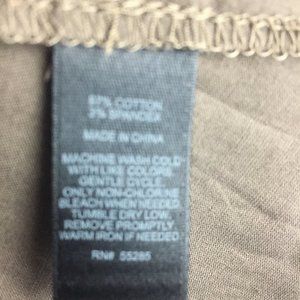 97% COTTON
3% SPANDEX
MADE IN CHINA
MACHINE WASH COLD
WITH LIKE COLORS
GENTLE CYCLE.
ONLY NON-CHLORINE
BLEACH WHEN NEEDED.
TUMBLE DRY LOW.
REMOVE PROMPTLY
WARM IRON IF NEEDED.
RN# 55285